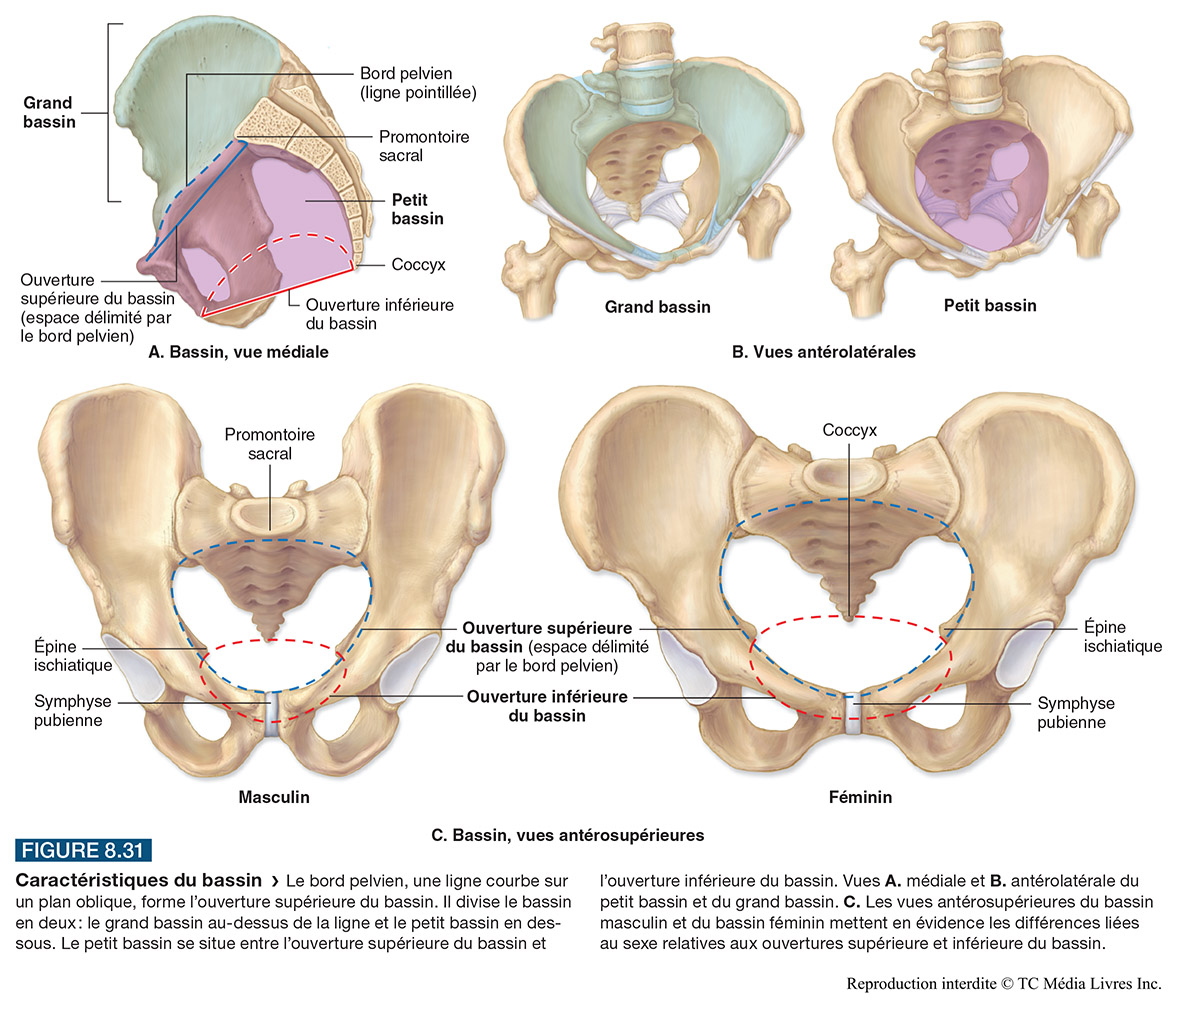 Grand
bassin
Bord pelvien
(ligne pointillée)
Promontoire
sacral
Petit
bassin
Coccyx
Ouverture
supérieure du bassin
(espace délimité par
le bord pelvien)
Ouverture inférieure
du bassin
A. Bassin, vue médiale
Grand bassin
Petit bassin
B. Vues antérolatérales
Promontoire
sacral
Coccyx
Épine
ischiatique
Symphyse
pubienne
Ouverture supérieure
du bassin (espace délimité
par le bord pelvien)
Ouverture inférieure
du bassin
Épine
ischiatique
Symphyse
pubienne
Masculin
Féminin
C. Bassin, vues antérosupérieures
FIGURE 8.31
Caractéristiques du bassin › Le bord pelvien, une ligne courbe sur
un plan oblique, forme l’ouverture supérieure du bassin. Il divise le bassin
en deux : le grand bassin au-dessus de la ligne et le petit bassin en des-
sous. Le petit bassin se situe entre l’ouverture supérieure du bassin et
l’ouverture inférieure du bassin. Vues A. médiale et B. antérolatérale du
petit bassin et du grand bassin. C. Les vues antérosupérieures du bassin
masculin et du bassin féminin mettent en évidence les différences liées
au sexe relatives aux ouvertures supérieure et inférieure du bassin.
Reproduction interdite © TC Média Livres Inc.